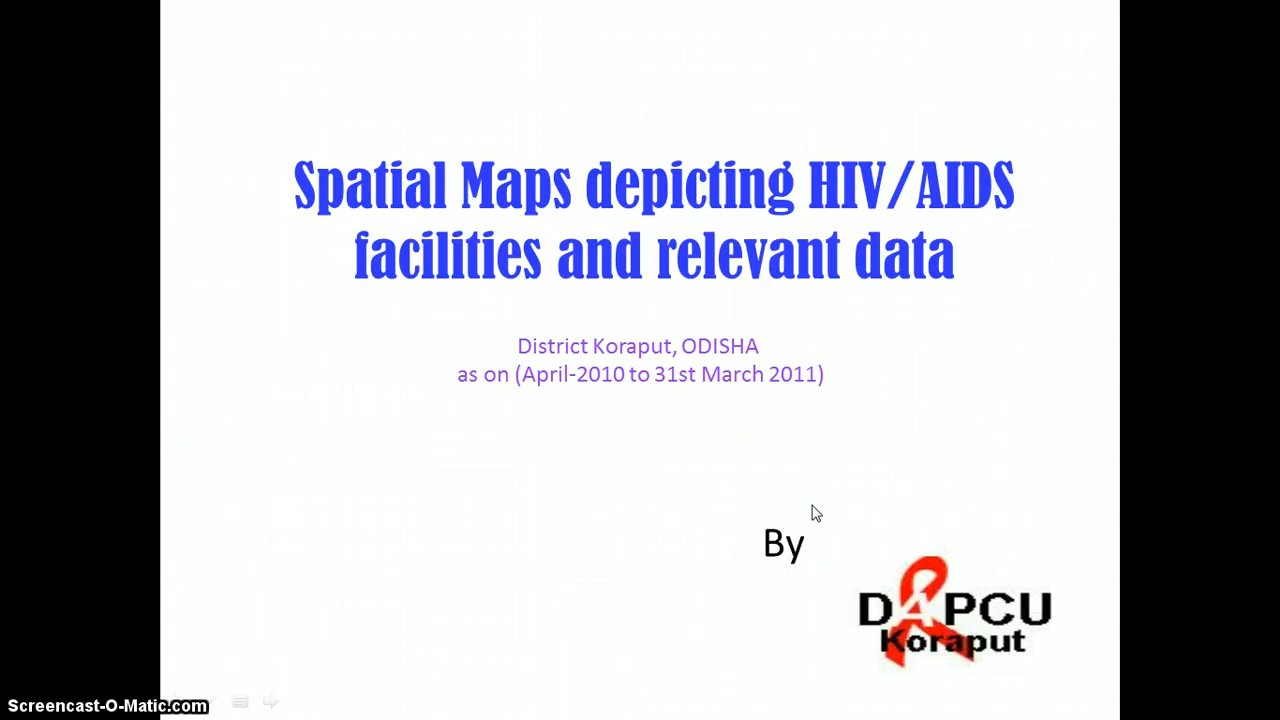 Spatial Maps depicting HIV/AIDS
facilities and relevant data
District Koraput, ODISHA
as on (April-2010 to 31st March 2011)
By
DAPCU
Koraput
Screencast-O-Matic.com